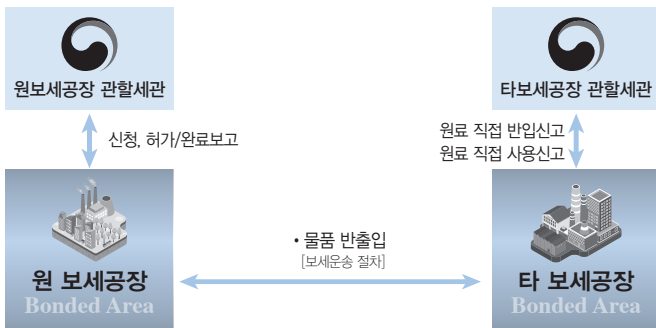 원보세공장 관할세관
타보세공장 관할세관
신청, 허가/완료보고
원료 직접 반입신고
원료 직접 사용신고
• 물품 반출입
[보세운송 절차]
원 보세공장
Bonded Area
타 보세공장
Bonded Area